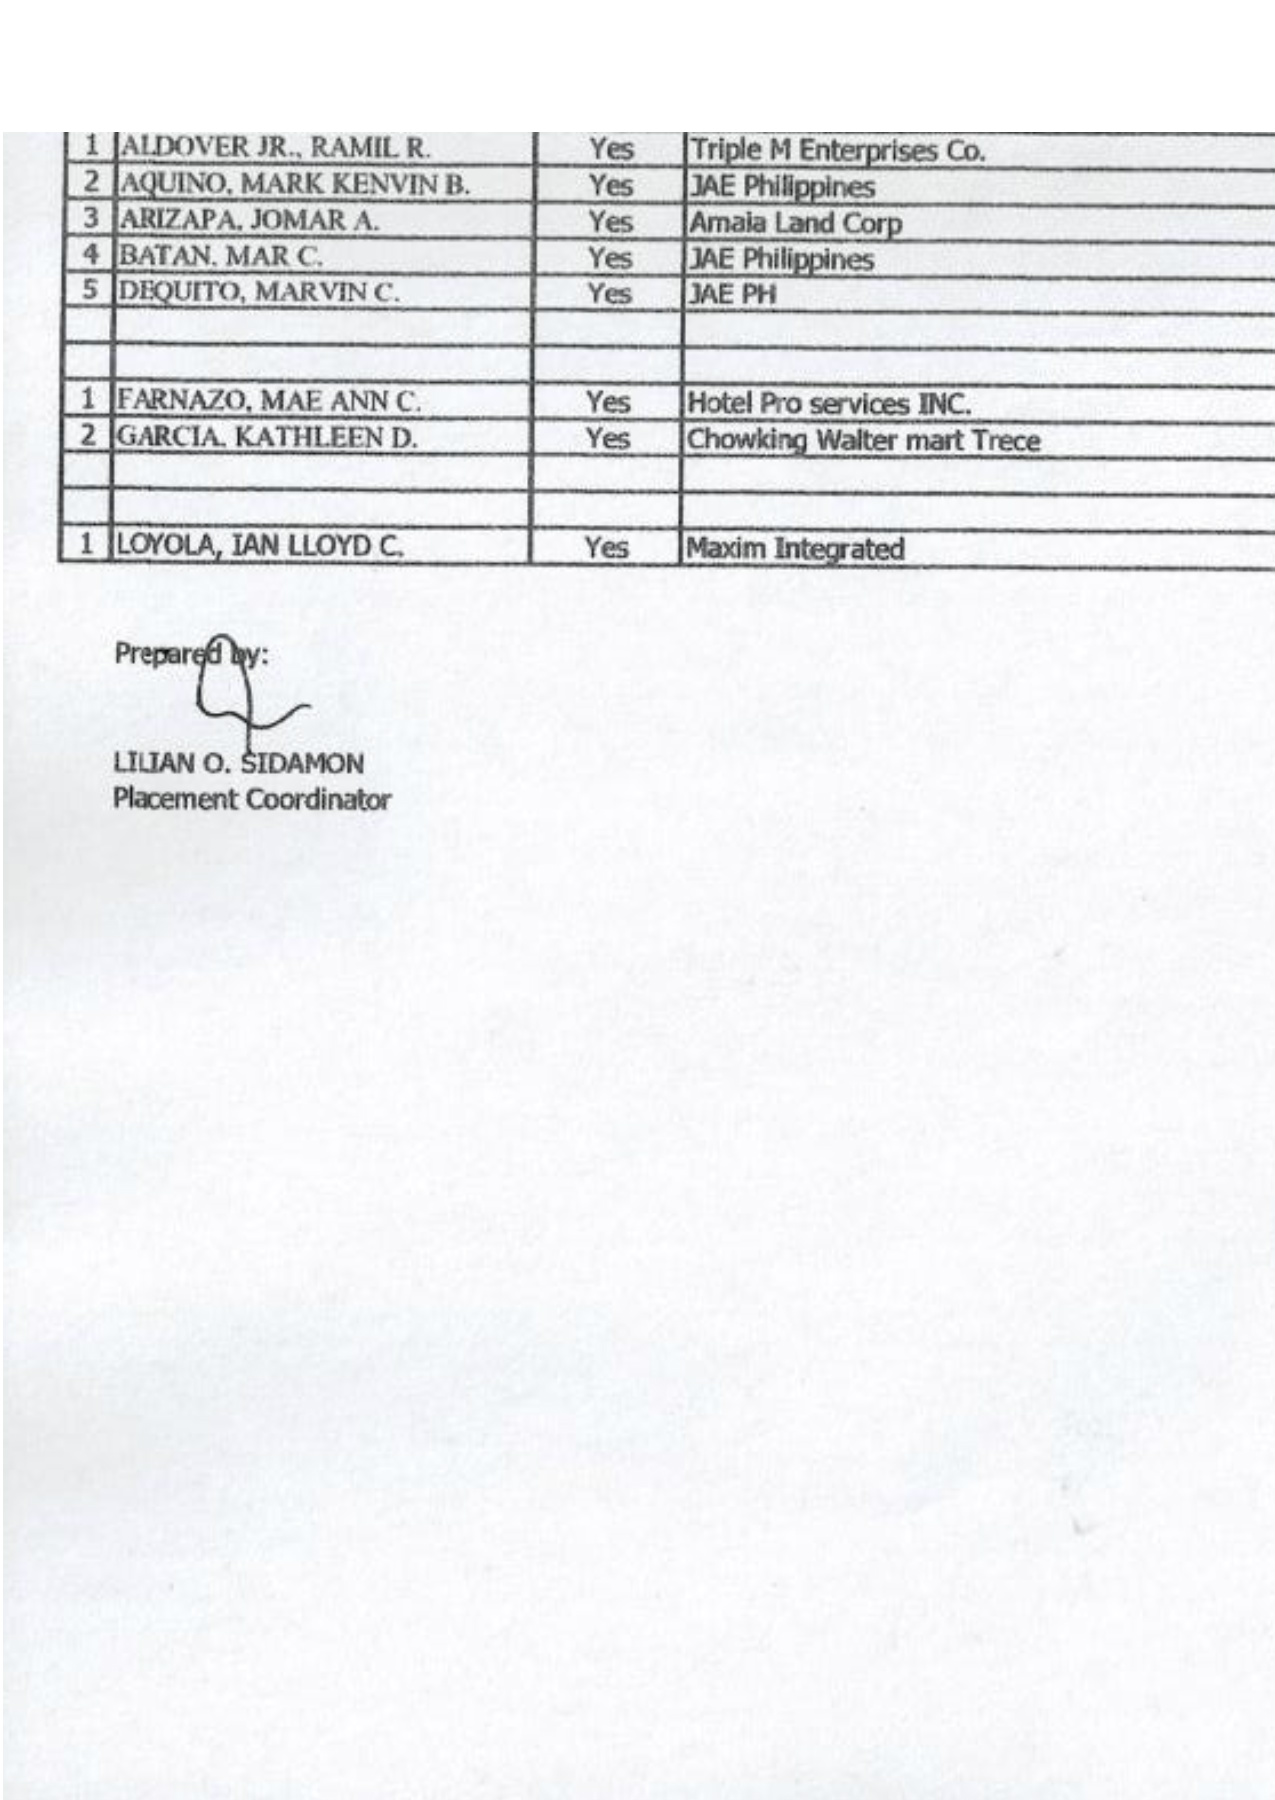 1 ALDOVER JR., RAMIL R. Yes Triple M Enterprises Co.
2 AQUINO, MARK KENVIN B. Yes JAE Philippines
3 ARIZAPA, JOMAR A. Yes Amaia Land Corp
4 BATAN, MAR C. Yes JAE Philippines
5 DEQUITO, MARVIN C. Yes JAE PH
1 FARNAZO, MAE ANN C. Yes Hotel Pro services INC.
2 GARCIA, KATHLEEN D. Yes Chowking Walter mart Trece
1 LOYOLA, IAN LLOYD C. Yes Maxim Integrated
Prepared by:
LILIAN O. SIDAMON
Placement Coordinator